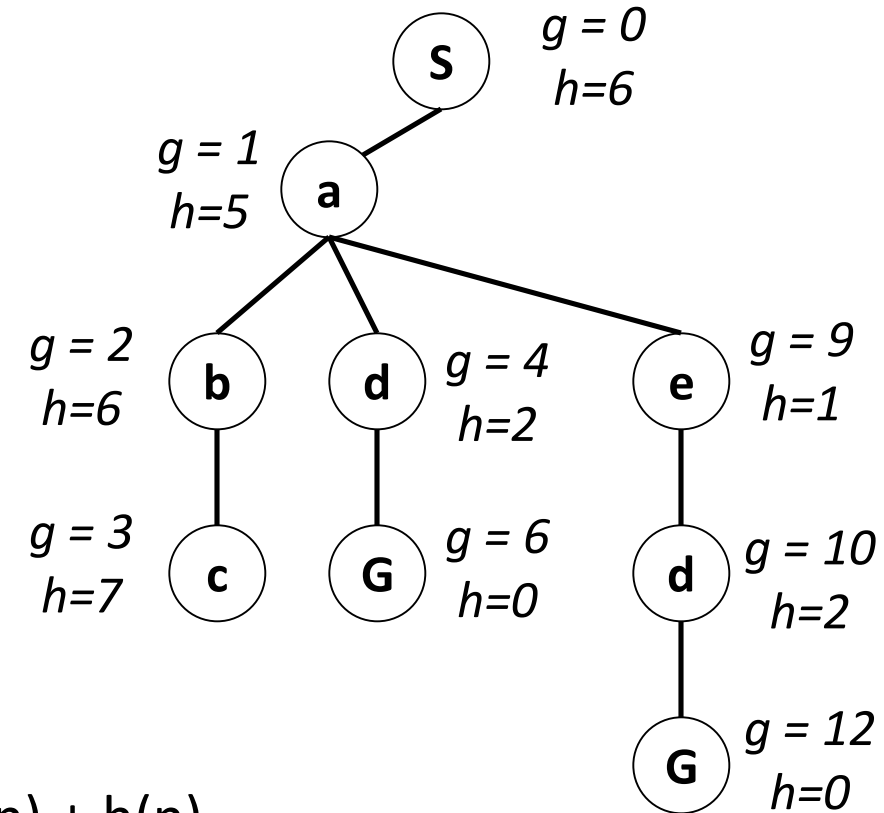 S
g = 0
h=6
g = 1
h=5
a
g = 2
h=6
b
d
g = 4
h=2
e
g = 9
h=1
g = 3
h=7
c
G
g = 6
h=0
d
g = 10
h=2
G
g = 12
h=0
+ h(n)